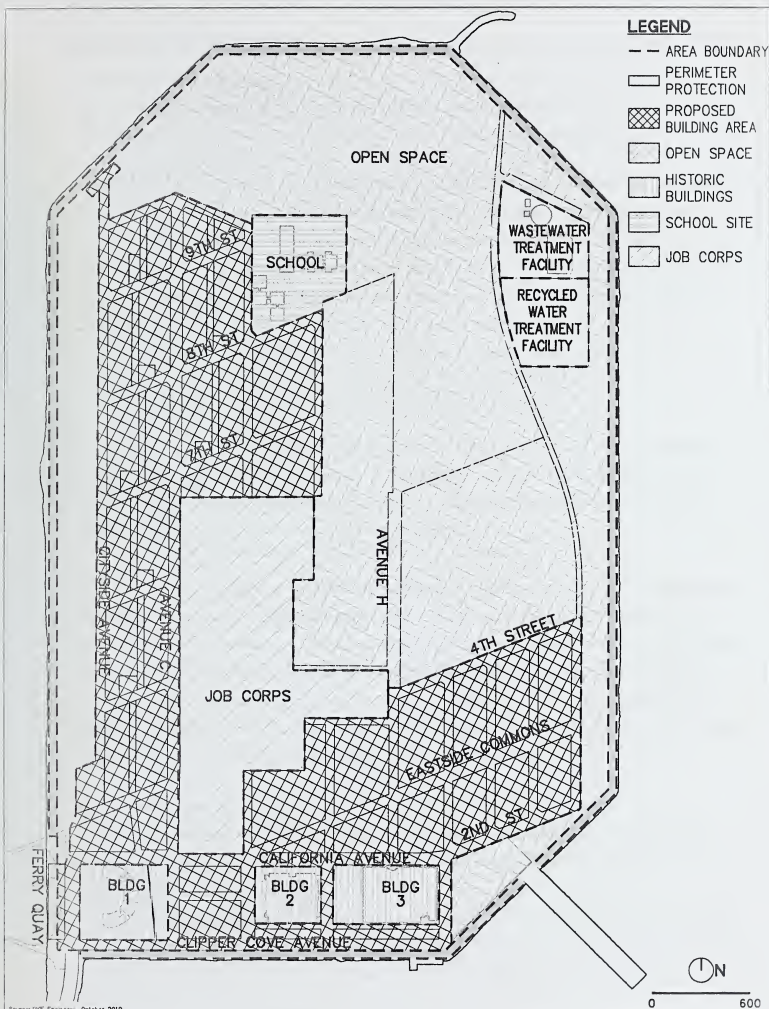 LEGEND
AREA BOUNDARY
PERIMETER
PROTECTION
PROPOSED
BUILDING AREA
OPEN SPACE
HISTORIC
BUILDINGS
SCHOOL SITE
JOB CORPS
OPEN SPACE
WASTEWATER
TREATMENT
FACILITY
RECYCLED
WATER
TREATMENT
FACILITY
9TH ST.
SCHOOL
8TH ST.
7TH ST.
CITYSIDE AVENUE
AVENUE C
AVENUE H
JOB CORPS
4TH STREET
EASTSIDE COMMONS
2ND ST.
CALIFORNIA AVENUE
FERRY QUAY
BLDG
1
BLDG
2
BLDG
3
CLIPPER COVE AVENUE
N
0 600
October 2010